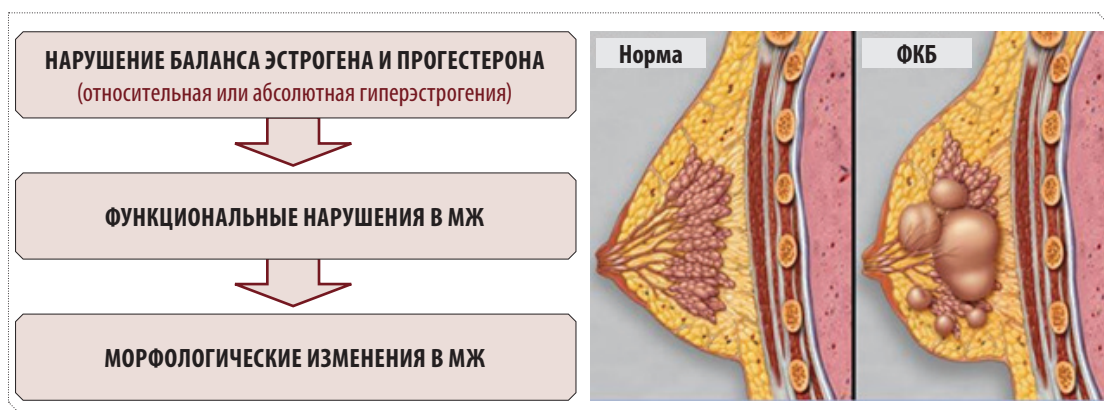 НАРУШЕНИЕ БАЛАНСА ЭСТРОГЕНА И ПРОГЕСТЕРОНА
(относительная или абсолютная гиперэстрогения)
ФУНКЦИОНАЛЬНЫЕ НАРУШЕНИЯ В МЖ
МОРФОЛОГИЧЕСКИЕ ИЗМЕНЕНИЯ В МЖ
Норма
ФКБ